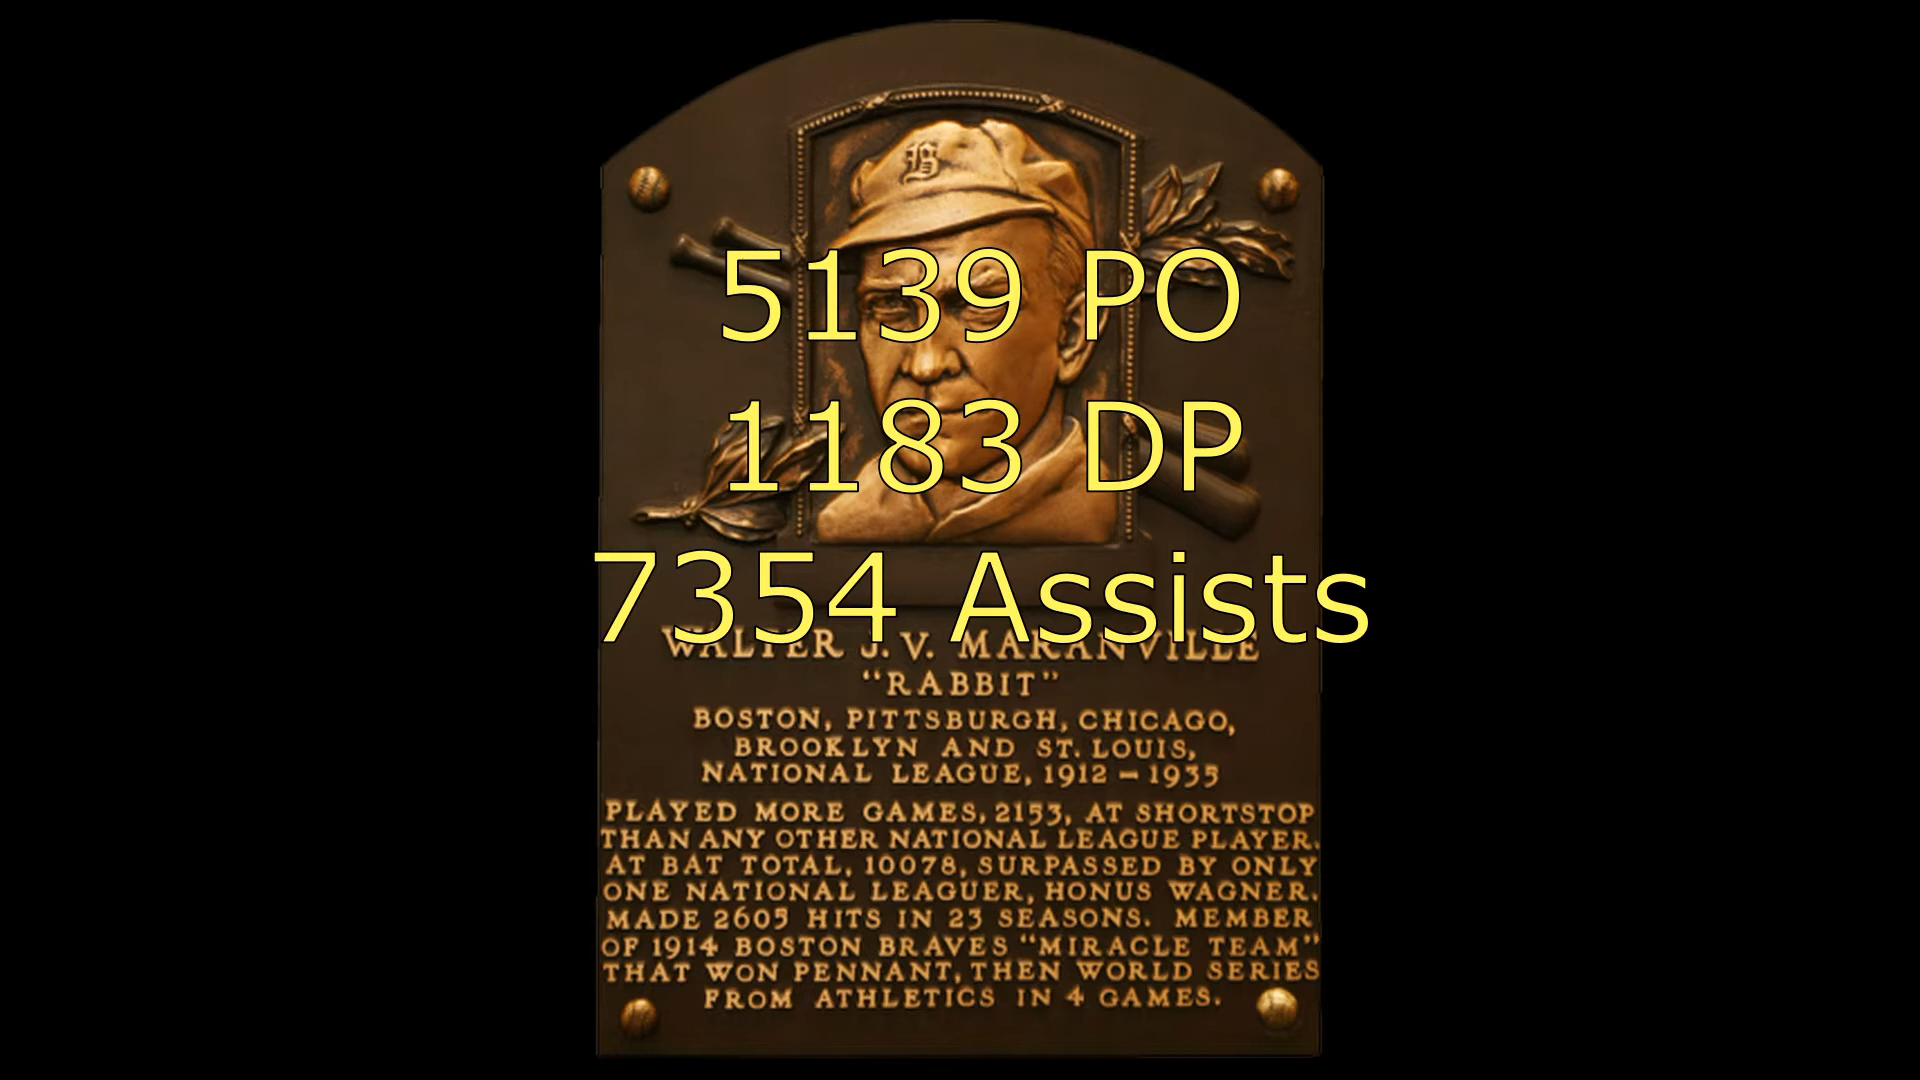 B
5139 PO
1183 DP
7354 Assists
WALTER J. V. MARANVILLE
"RABBIT"
BOSTON, PITTSBURGH, CHICAGO,
BROOKLYN AND ST. LOUIS,
NATIONAL LEAGUE, 1912 – 1935
PLAYED MORE GAMES, 2153, AT SHORTSTOP
THAN ANY OTHER NATIONAL LEAGUE PLAYER.
AT BAT TOTAL, 10078, SURPASSED BY ONLY
ONE NATIONAL LEAGUER, HONUS WAGNER.
MADE 2605 HITS IN 23 SEASONS. MEMBER
OF 1914 BOSTON BRAVES "MIRACLE TEAM"
THAT WON PENNANT, THEN WORLD SERIES
FROM ATHLETICS IN 4 GAMES.